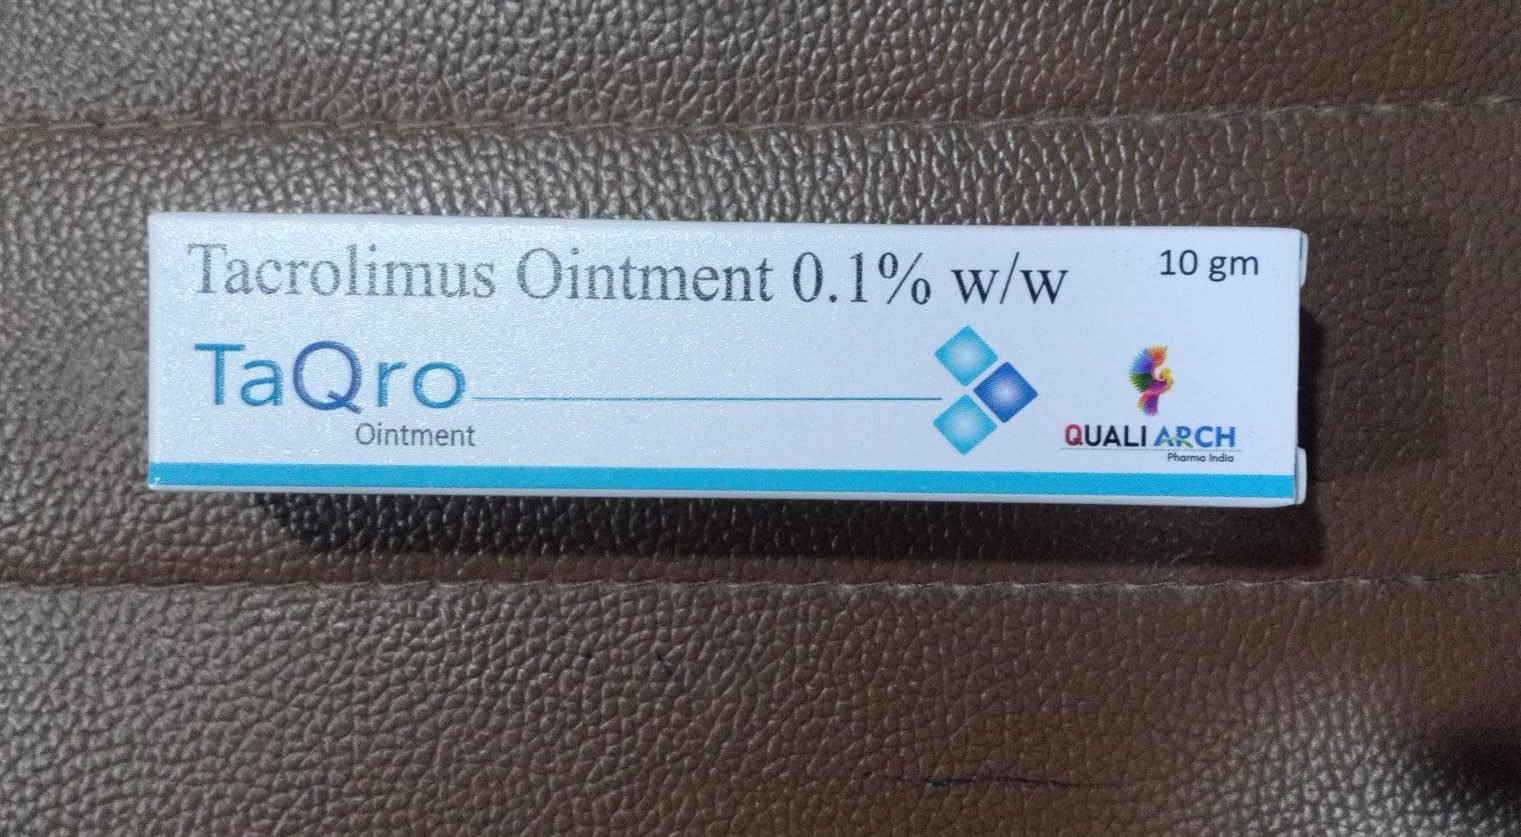 Tacrolimus Ointment 0.1% w/w
10 gm
TaQro
Ointment
QUALI ARCH
Pharma India